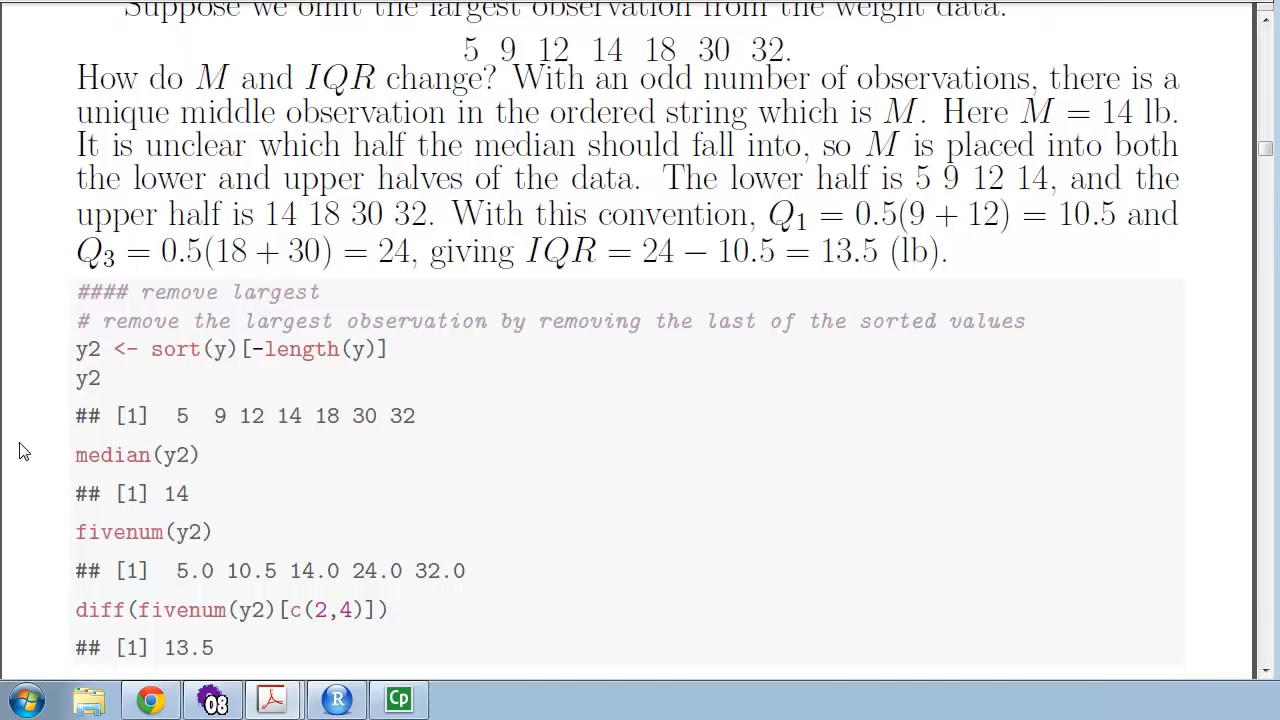 Suppose we omit the largest observation from the weight data.
5 9 12 14 18 30 32.
How do M and IQR change? With an odd number of observations, there is a
unique middle observation in the ordered string which is M. Here M = 14 lb.
It is unclear which half the median should fall into, so M is placed into both
the lower and upper halves of the data. The lower half is 5 9 12 14, and the
upper half is 14 18 30 32. With this convention, Q₁ = 0.5(9 + 12) = 10.5 and
Q₃ = 0.5(18 + 30) = 24, giving IQR = 24 − 10.5 = 13.5 (lb).
#### remove largest
# remove the largest observation by removing the last of the sorted values
y2 <- sort(y)[-length(y)]
y2
## [1]  5  9 12 14 18 30 32
median(y2)
## [1] 14
fivenum(y2)
## [1]  5.0 10.5 14.0 24.0 32.0
diff(fivenum(y2)[c(2,4)])
## [1] 13.5
08
R
Cp